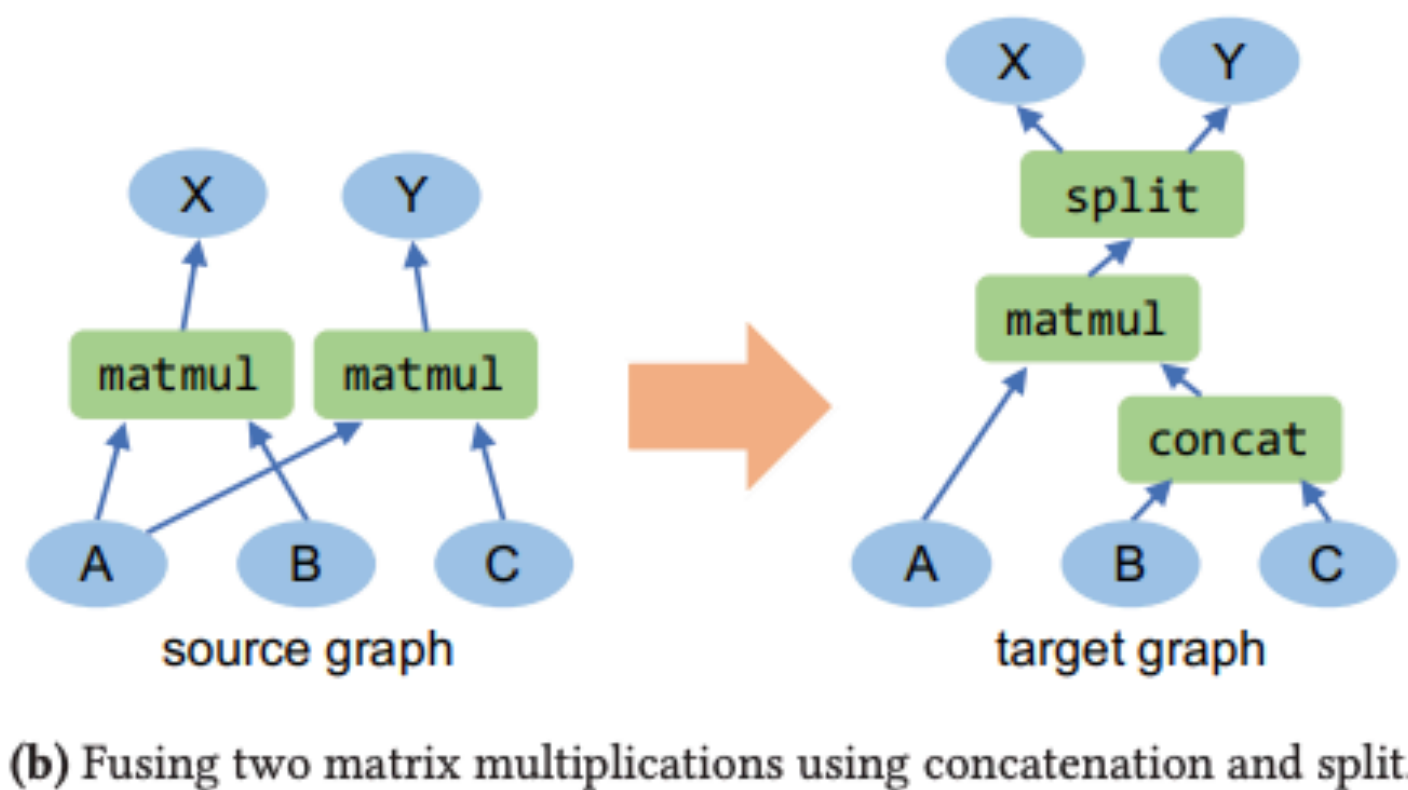 X Y
split
X Y
matmul
matmul matmul
concat
A B C
A B C
source graph
target graph
(b) Fusing two matrix multiplications using concatenation and split.